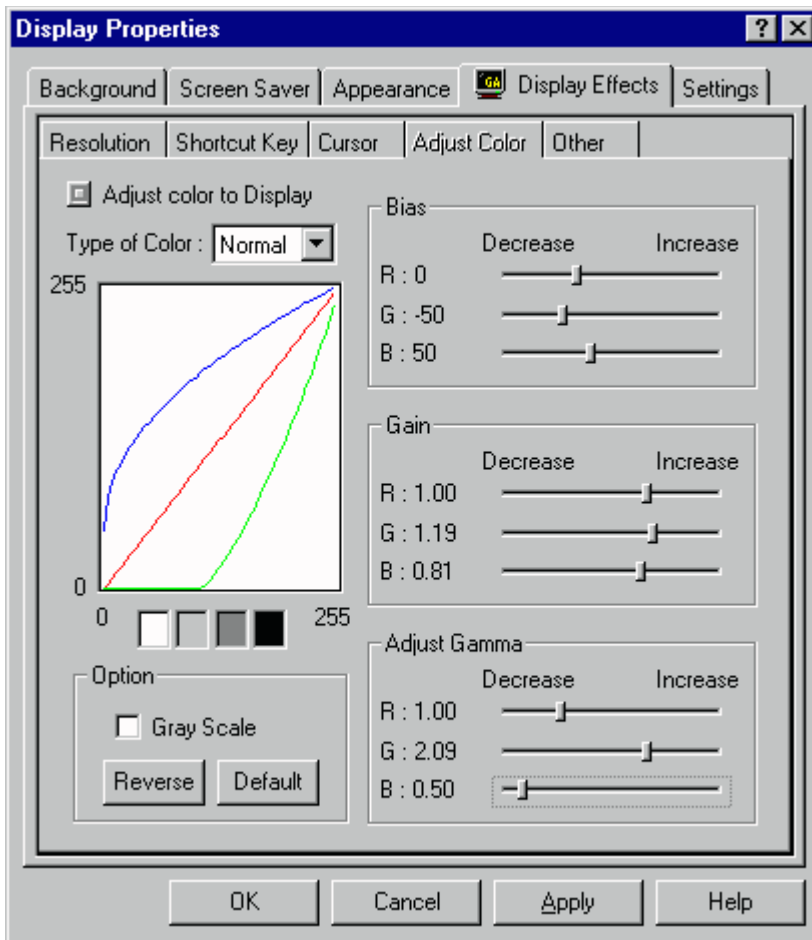 Display Properties
Background Screen Saver Appearance GA Display Effects Settings
Resolution Shortcut Key Cursor Adjust Color Other
Adjust color to Display
Type of Color : Normal
255
0
0 255
Option
Gray Scale
Reverse Default
Bias
Decrease Increase
R : 0
G : -50
B : 50
Gain
Decrease Increase
R : 1.00
G : 1.19
B : 0.81
Adjust Gamma
Decrease Increase
R : 1.00
G : 2.09
B : 0.50
OK Cancel Apply Help